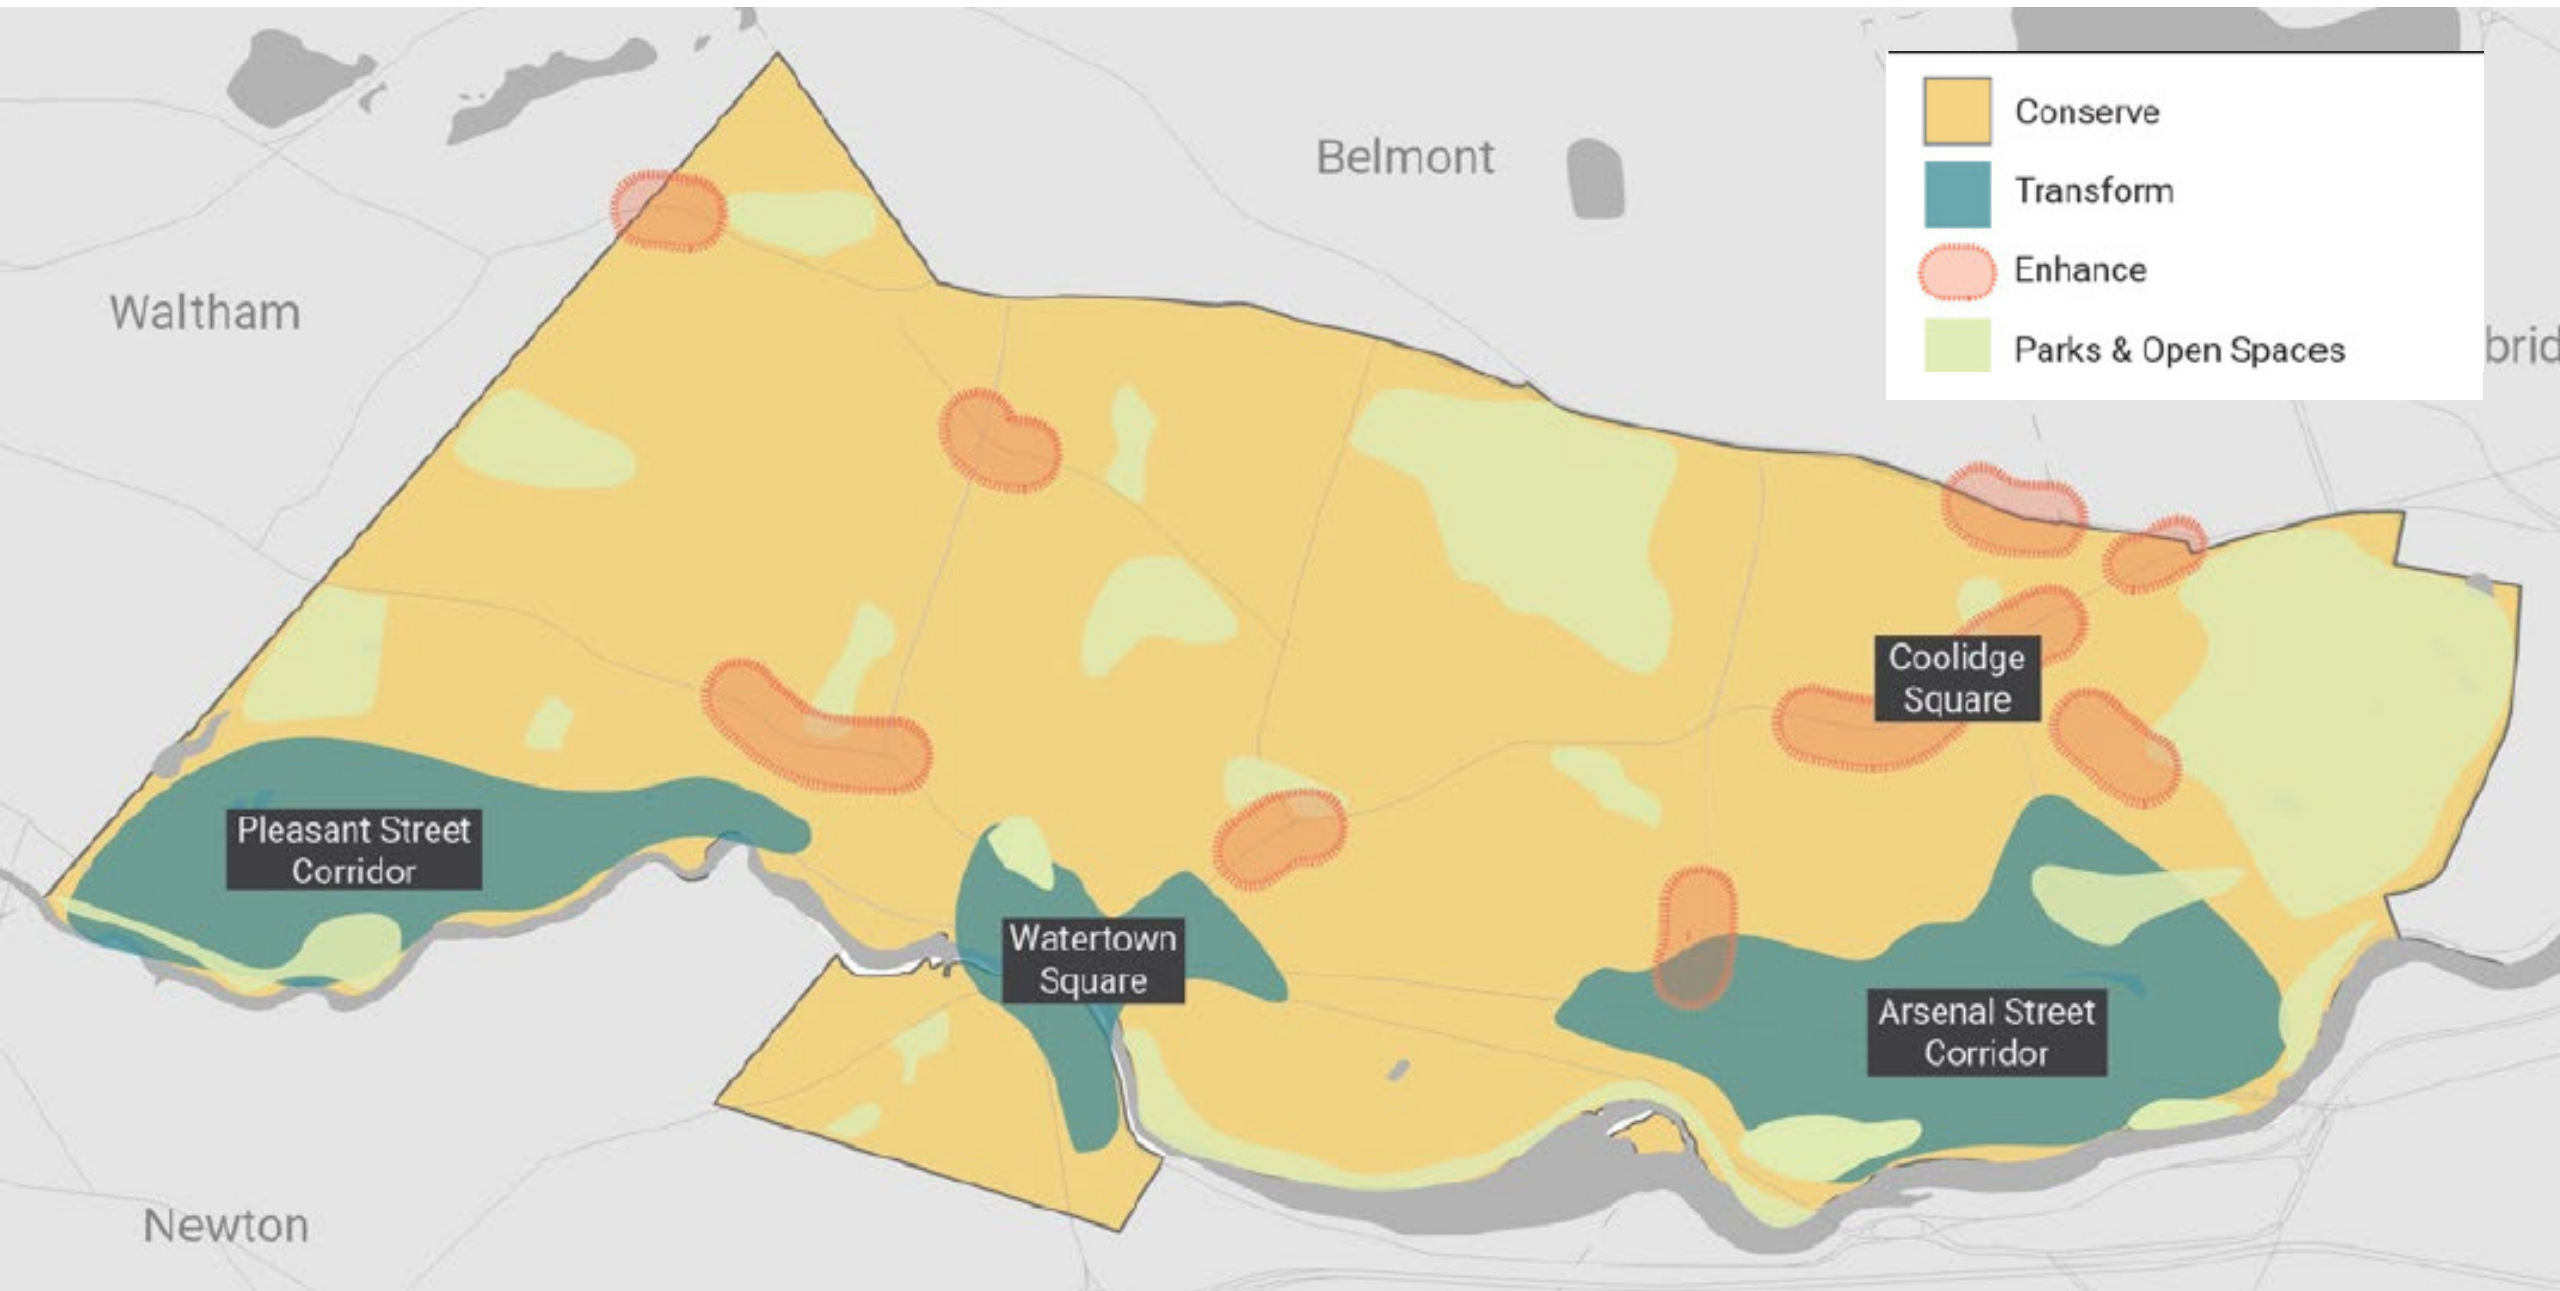 Belmont
Conserve
Transform
Enhance
Parks & Open Spaces
Waltham
brid
Coolidge
Square
Pleasant Street
Corridor
Watertown
Square
Arsenal Street
Corridor
Newton